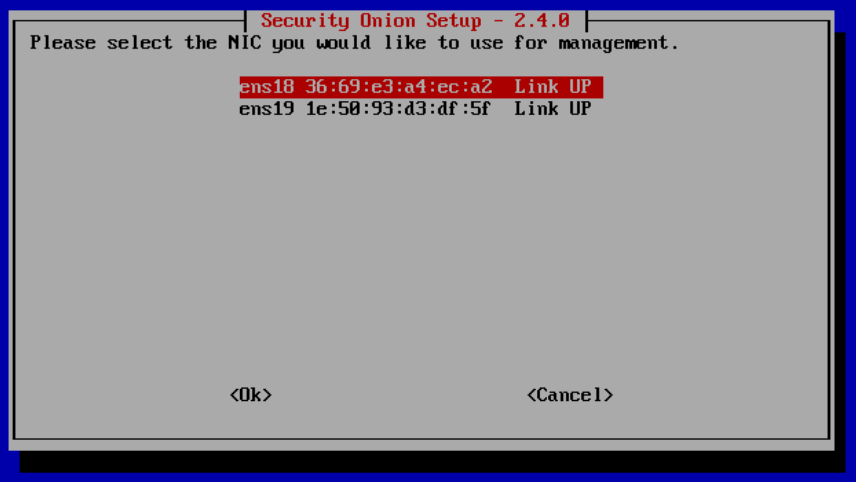 Security Onion Setup - 2.4.0
Please select the NIC you would like to use for management.
ens18 36:69:e3:a4:ec:a2 Link UP
ens19 1e:50:93:d3:df:5f Link UP
<Ok> <Cancel>